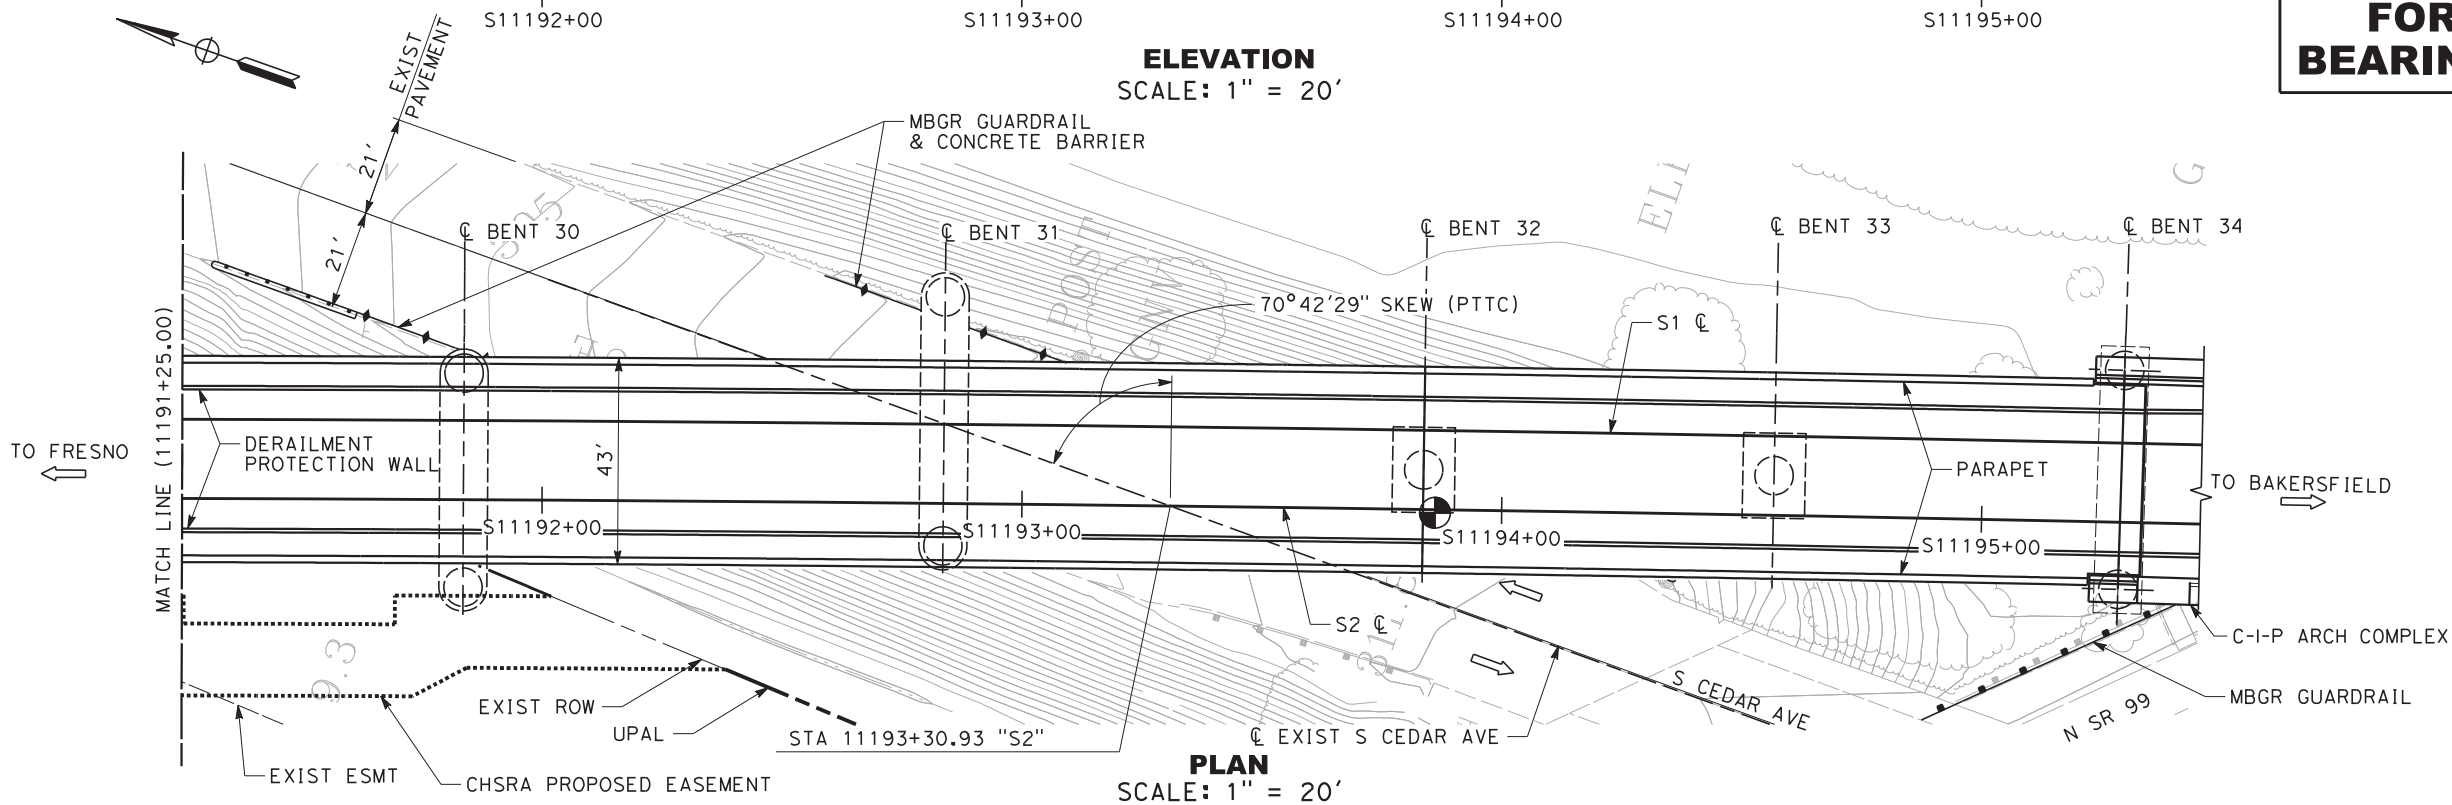 S11192+00
S11193+00
S11194+00
S11195+00
FOR
BEARIN
ELEVATION
SCALE: 1" = 20'
EXIST
PAVEMENT
21'
21'
MBGR GUARDRAIL
& CONCRETE BARRIER
℄ BENT 30
℄ BENT 31
℄ BENT 32
℄ BENT 33
℄ BENT 34
POST
ELI
G
70°42'29" SKEW (PTTC)
S1 ℄
MATCH LINE (11191+25.00)
TO FRESNO
DERAILMENT
PROTECTION WALL
43'
PARAPET
TO BAKERSFIELD
S11192+00
S11193+00
S11194+00
S11195+00
S2 ℄
C-I-P ARCH COMPLEX
9.3
S CEDAR AVE
MBGR GUARDRAIL
N SR 99
EXIST ROW
UPAL
STA 11193+30.93 "S2"
℄ EXIST S CEDAR AVE
EXIST ESMT
CHSRA PROPOSED EASEMENT
PLAN
SCALE: 1" = 20'